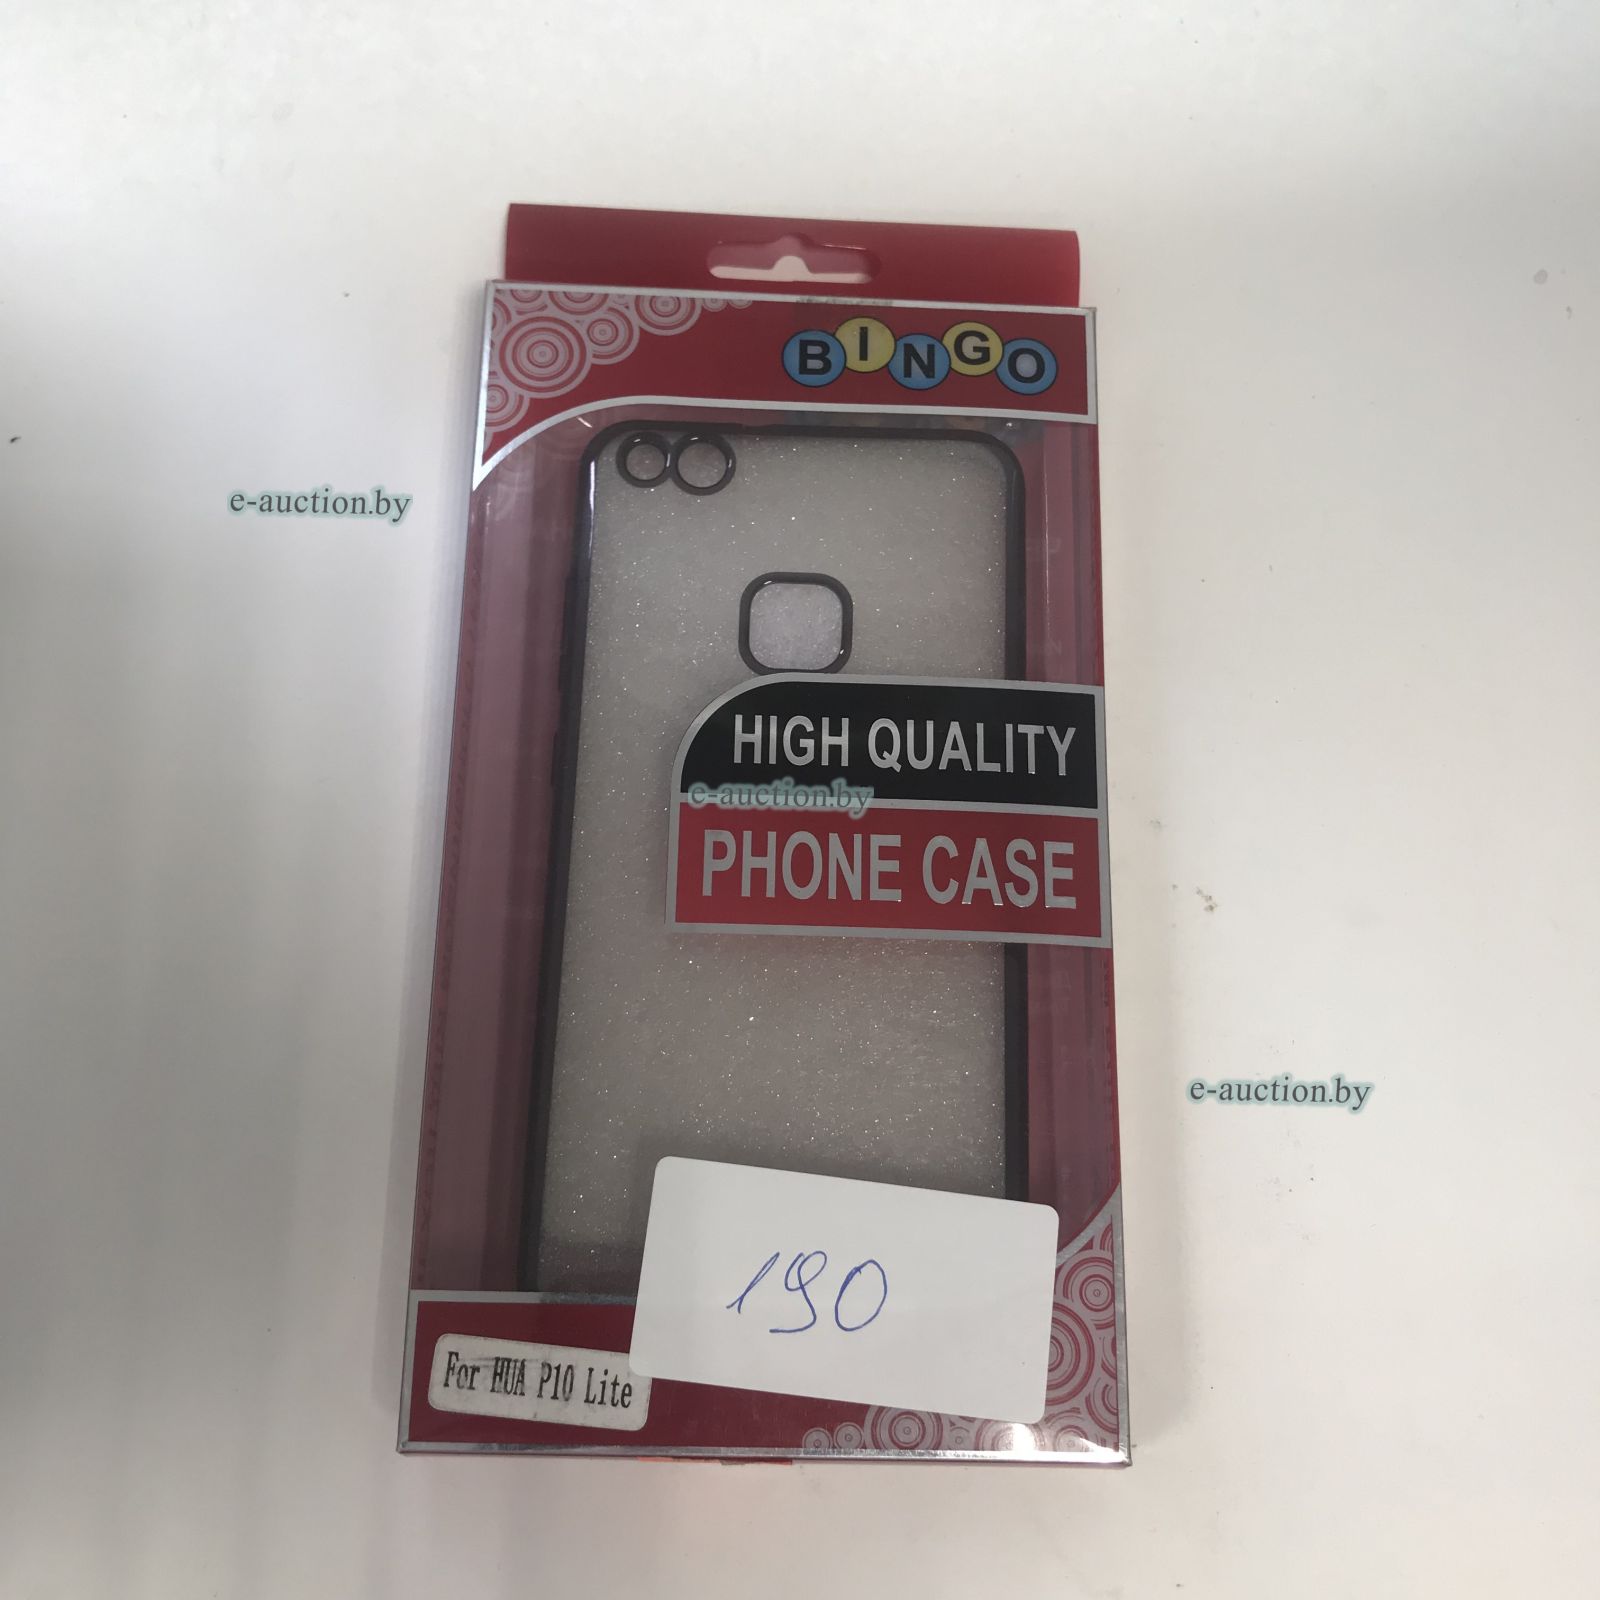 BINGO
e-auction.by
HIGH QUALITY
e-auction.by
PHONE CASE
e-auction.by
190
For HUA P10 Lite